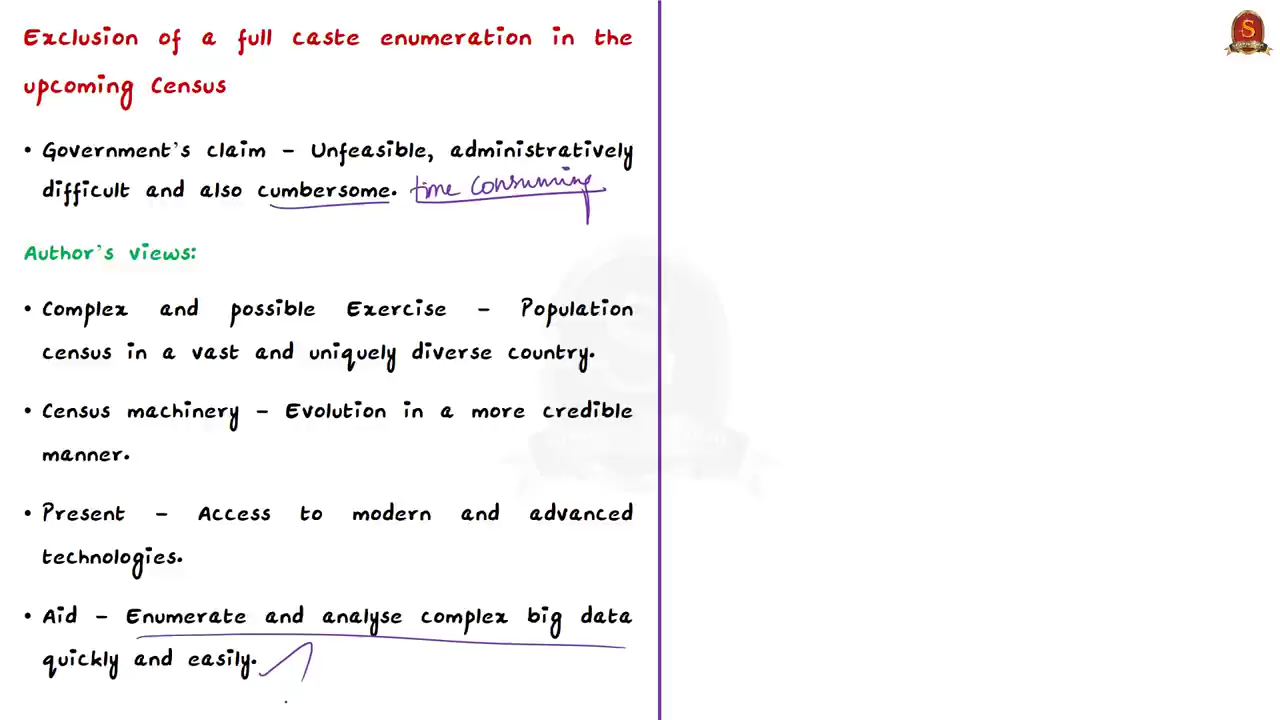 Exclusion of a full caste enumeration in the
upcoming Census
• Government's claim – Unfeasible, administratively
difficult and also cumbersome. time consuming
Author's views:
• Complex and possible Exercise – Population
census in a vast and uniquely diverse country.
• Census machinery – Evolution in a more credible
manner.
• Present – Access to modern and advanced
technologies.
• Aid – Enumerate and analyse complex big data
quickly and easily.
S